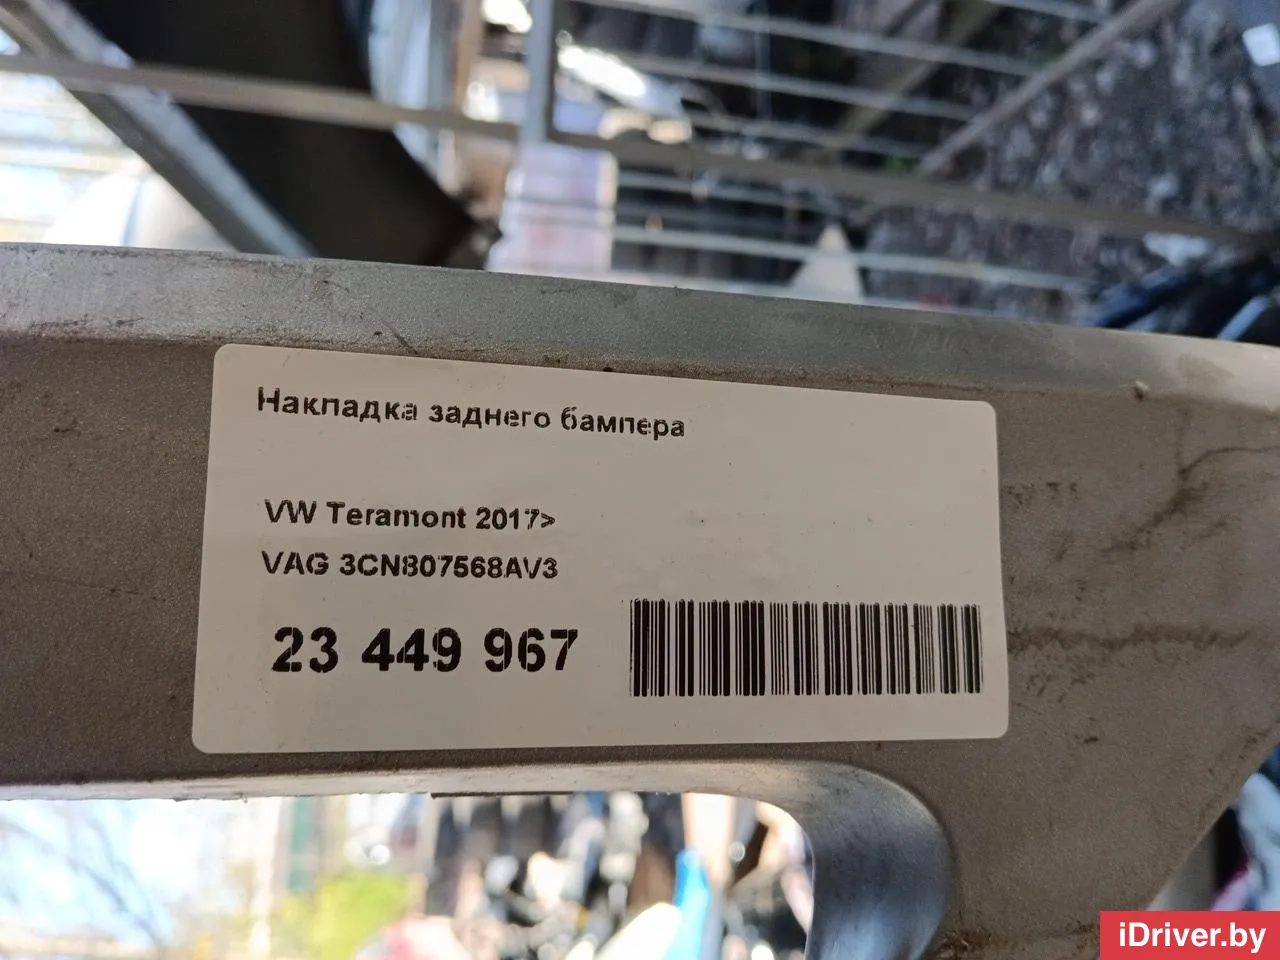 Накладка заднего бампера
VW Teramont 2017>
VAG 3CN807568AV3
23 449 967
iDriver.by